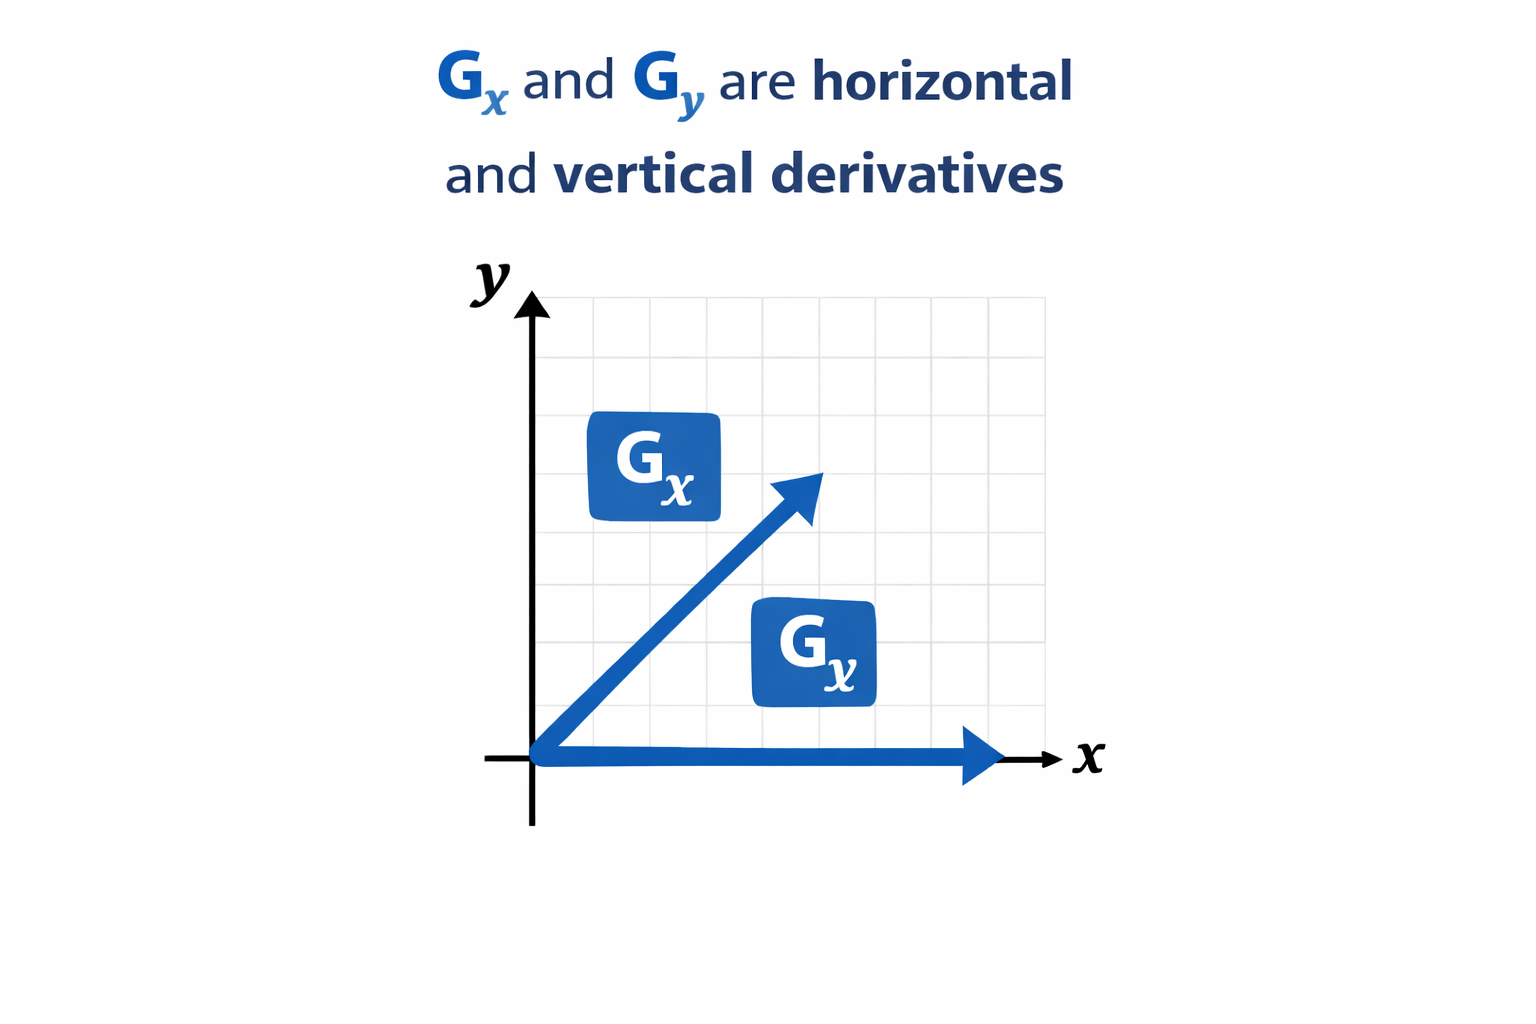 Gx and Gy are horizontal
and vertical derivatives
y
Gx
Gy
x